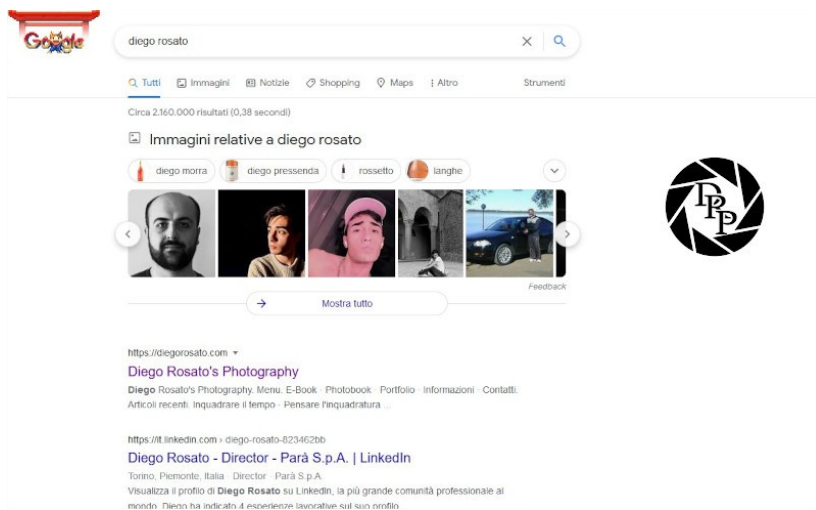 Google
diego rosato
Tutti Immagini Notizie Shopping Maps Altro Strumenti
Circa 2.160.000 risultati (0,38 secondi)
Immagini relative a diego rosato
diego morra diego pressenda rossetto langhe
Feedback
Mostra tutto
DPP
https://diegorosato.com
Diego Rosato's Photography
Diego Rosato's Photography. Menu. E-Book · Photobook · Portfolio · Informazioni · Contatti.
Articoli recenti. Inquadrare il tempo · Pensare l'inquadratura ...
https://it.linkedin.com › diego-rosato-823462bb
Diego Rosato - Director - Parà S.p.A. | LinkedIn
Torino, Piemonte, Italia · Director · Parà S.p.A.
Visualizza il profilo di Diego Rosato su LinkedIn, la più grande comunità professionale al
mondo. Diego ha indicato 4 esperienze lavorative sul suo profilo.